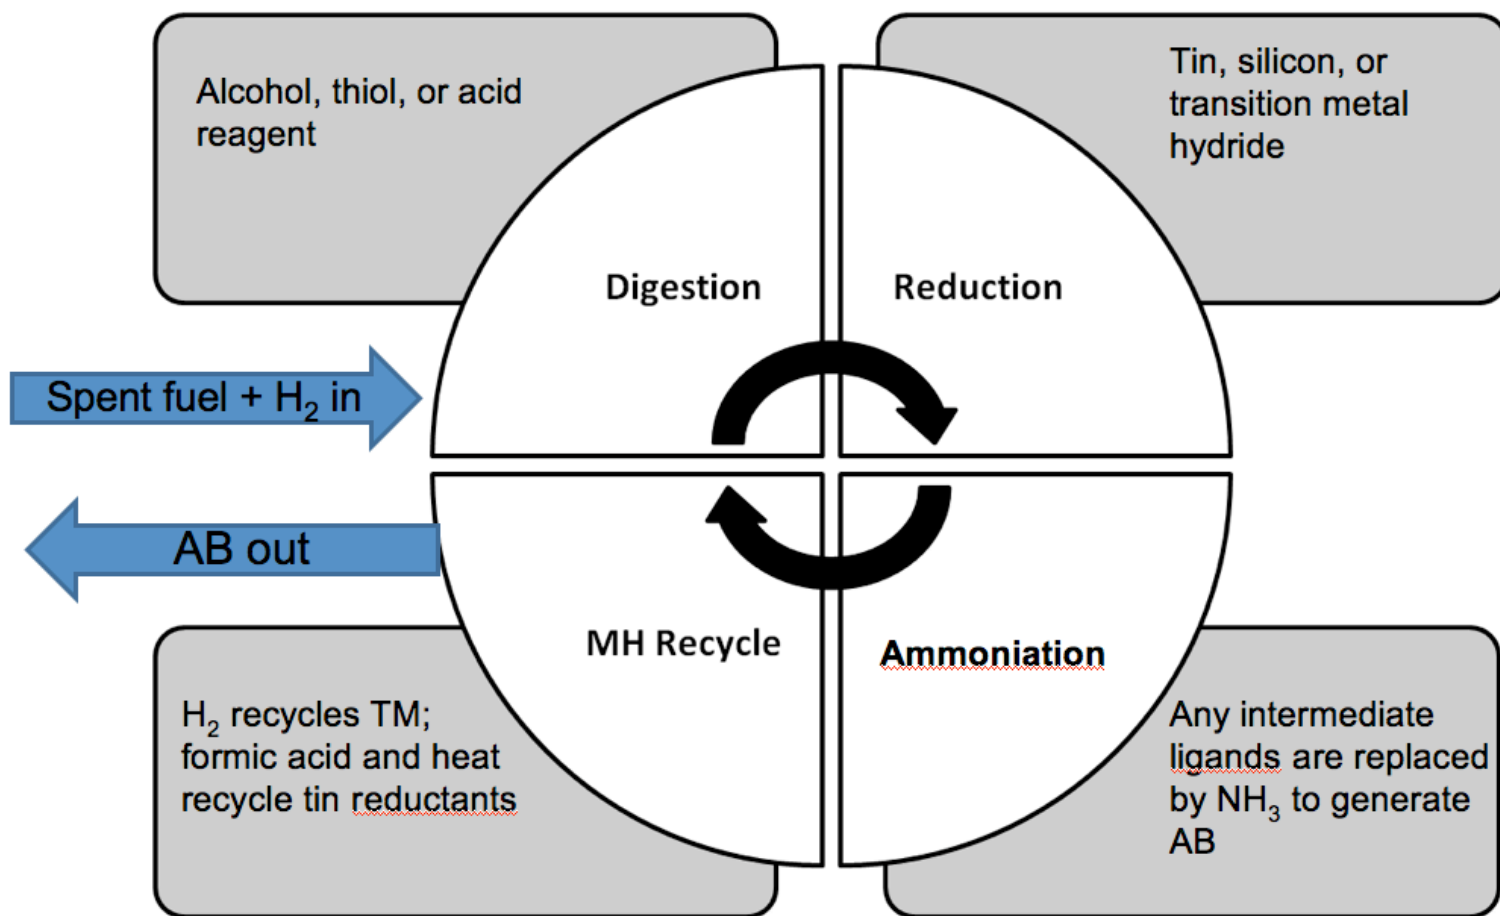 Alcohol, thiol, or acid
reagent
Tin, silicon, or
transition metal
hydride
Digestion
Reduction
Spent fuel + H₂ in
AB out
MH Recycle
Ammoniation
H₂ recycles TM;
formic acid and heat
recycle tin reductants
Any intermediate
ligands are replaced
by NH₃ to generate
AB